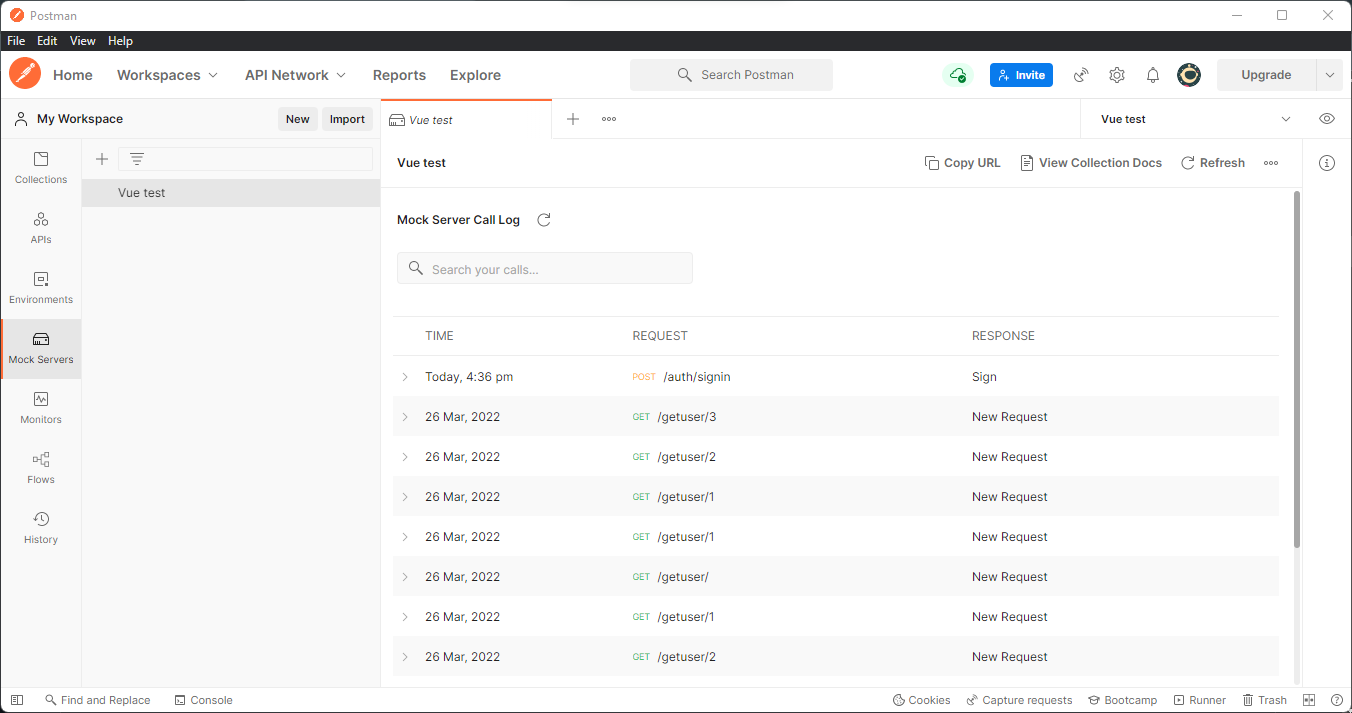 Postman
File Edit View Help
Home Workspaces API Network Reports Explore Search Postman Invite Upgrade
My Workspace New Import Vue test Vue test
Collections
APIs
Environments
Mock Servers
Monitors
Flows
History
Vue test
Vue test Copy URL View Collection Docs Refresh
Mock Server Call Log
Search your calls...
TIME REQUEST RESPONSE
Today, 4:36 pm POST /auth/signin Sign
26 Mar, 2022 GET /getuser/3 New Request
26 Mar, 2022 GET /getuser/2 New Request
26 Mar, 2022 GET /getuser/1 New Request
26 Mar, 2022 GET /getuser/1 New Request
26 Mar, 2022 GET /getuser/ New Request
26 Mar, 2022 GET /getuser/1 New Request
26 Mar, 2022 GET /getuser/2 New Request
Find and Replace Console Cookies Capture requests Bootcamp Runner Trash